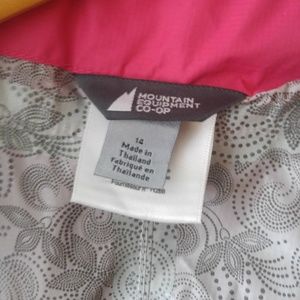 MOUNTAIN
EQUIPMENT
CO-OP
14
Made in
Thailand
Fabriqué en
Thaïlande